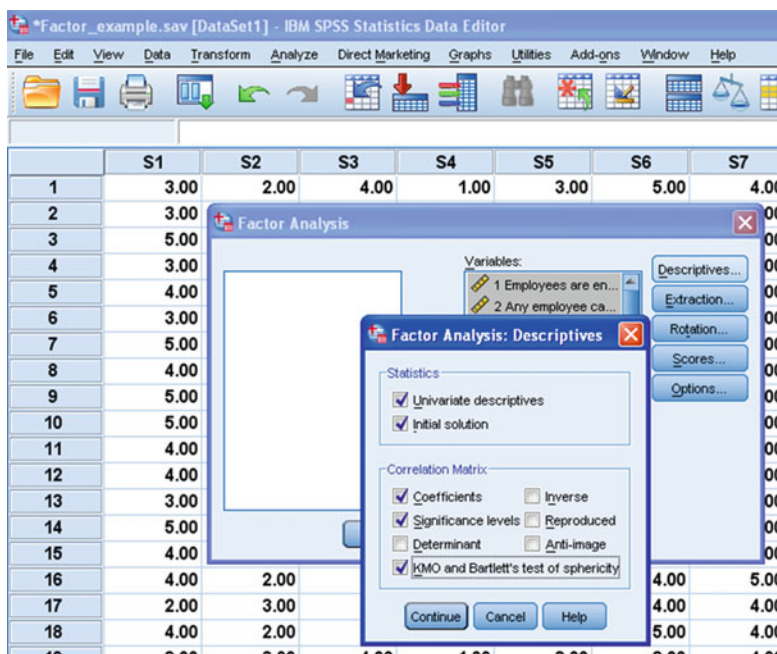 *Factor_example.sav [DataSet1] - IBM SPSS Statistics Data Editor
File Edit View Data Transform Analyze Direct Marketing Graphs Utilities Add-ons Window Help
S1 S2 S3 S4 S5 S6 S7
1 3.00 2.00 4.00 1.00 3.00 5.00 4.00
2 3.00
3 5.00
4 3.00
5 4.00
6 3.00
7 5.00
8 4.00
9 5.00
10 5.00
11 4.00
12 4.00
13 3.00
14 5.00
15 4.00
16 4.00 2.00 4.00 5.00
17 2.00 3.00 4.00 4.00
18 4.00 2.00 5.00 4.00
Factor Analysis
Variables:
1 Employees are en...
2 Any employee ca...
Descriptives...
Extraction...
Rotation...
Scores...
Options...
Factor Analysis: Descriptives
Statistics
Univariate descriptives
Initial solution
Correlation Matrix
Coefficients Inverse
Significance levels Reproduced
Determinant Anti-image
KMO and Bartlett's test of sphericity
Continue Cancel Help